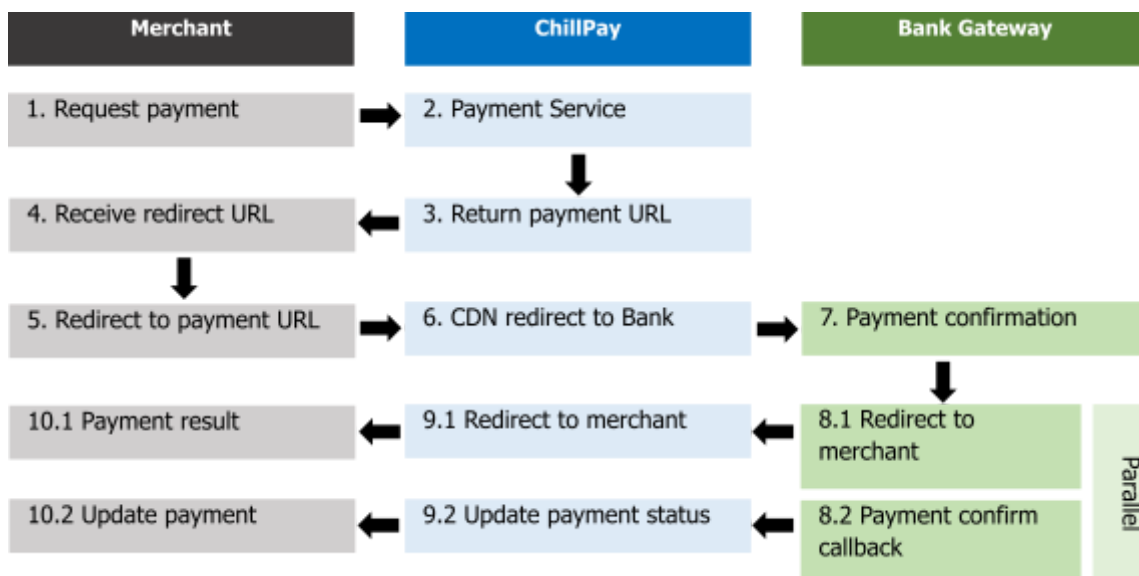 Merchant
ChillPay
Bank Gateway
1. Request payment
2. Payment Service
4. Receive redirect URL
3. Return payment URL
5. Redirect to payment URL
6. CDN redirect to Bank
7. Payment confirmation
10.1 Payment result
9.1 Redirect to merchant
8.1 Redirect to
merchant
10.2 Update payment
9.2 Update payment status
8.2 Payment confirm
callback
Parallel